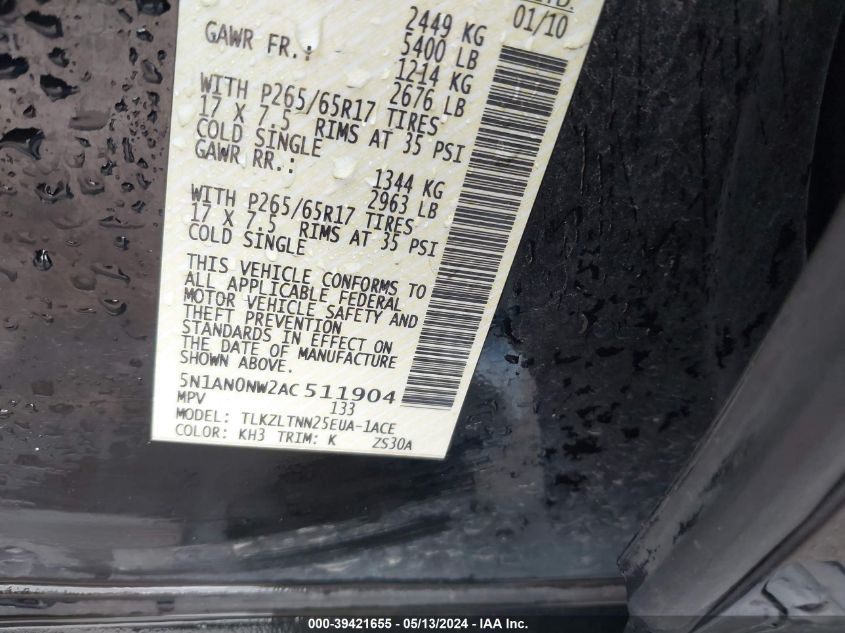 01/10
2449 KG
5400 LB
GAWR FR.: 1214 KG
2676 LB
WITH P265/65R17 TIRES
17 X 7.5 RIMS AT 35 PSI
COLD SINGLE
GAWR RR.: 1344 KG
2963 LB
WITH P265/65R17 TIRES
17 X 7.5 RIMS AT 35 PSI
COLD SINGLE
THIS VEHICLE CONFORMS TO
ALL APPLICABLE FEDERAL
MOTOR VEHICLE SAFETY AND
THEFT PREVENTION
STANDARDS IN EFFECT ON
THE DATE OF MANUFACTURE
SHOWN ABOVE.
5N1AN0NW2AC511904
MPV 133
MODEL: TLKZLTNN25EUA-1ACE
COLOR: KH3 TRIM: K ZS30A
000-39421655 - 05/13/2024 - IAA Inc.